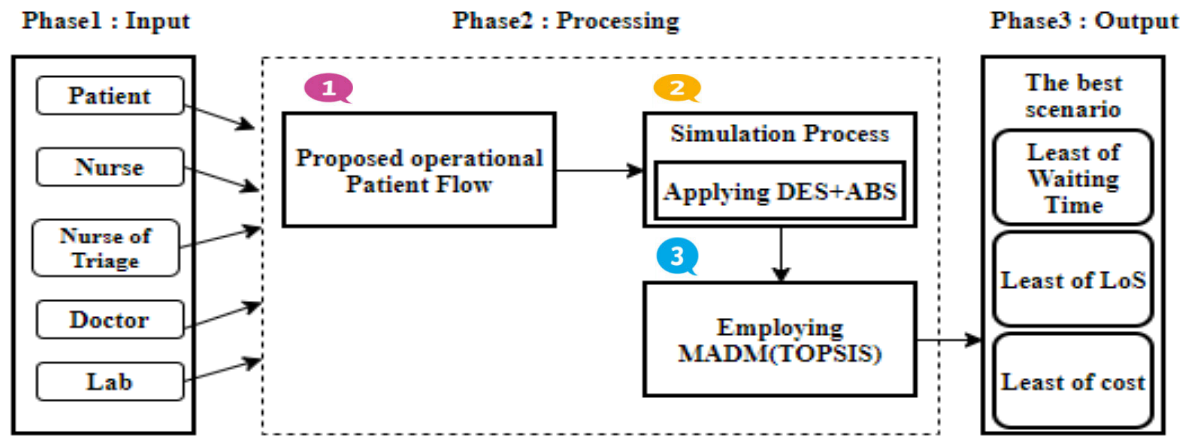 Phase1 : Input
Patient
Nurse
Nurse of
Triage
Doctor
Lab
Phase2 : Processing
1
Proposed operational
Patient Flow
2
Simulation Process
Applying DES+ABS
3
Employing
MADM(TOPSIS)
Phase3 : Output
The best
scenario
Least of
Waiting
Time
Least of LoS
Least of cost